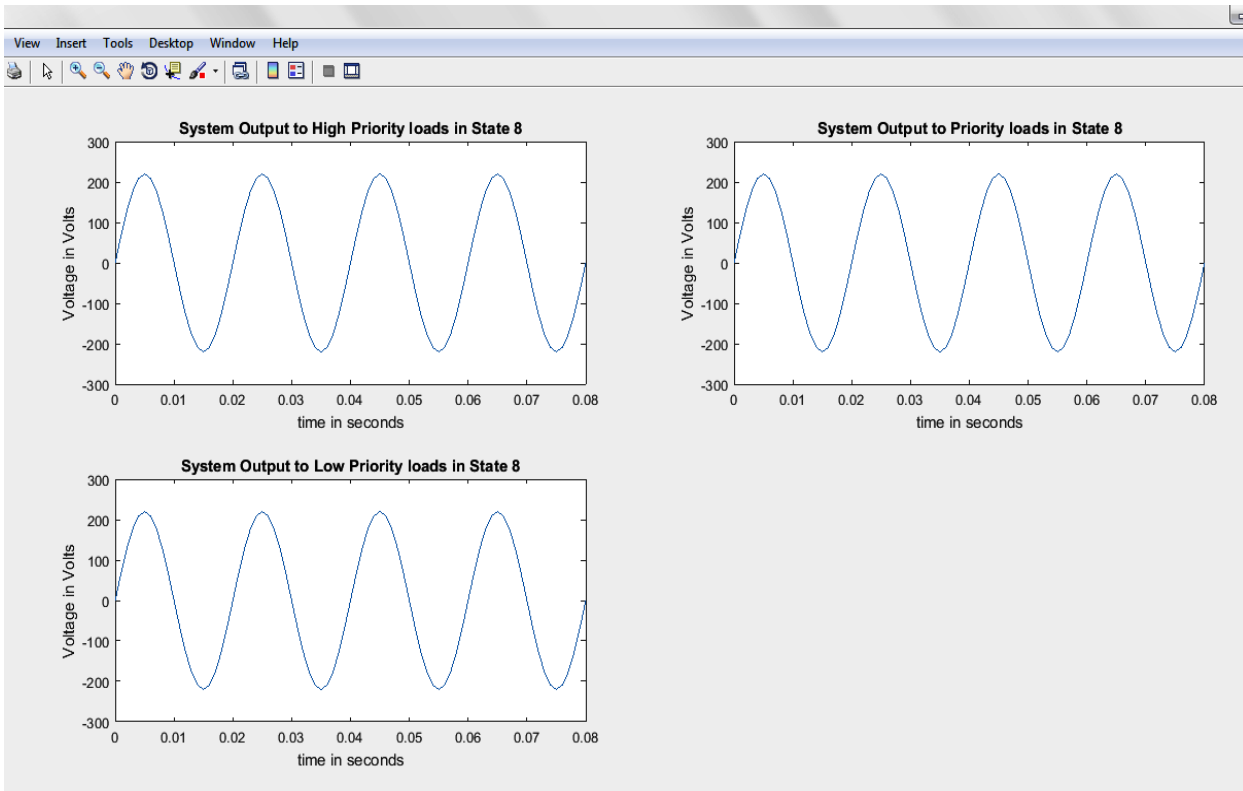 View Insert Tools Desktop Window Help
System Output to High Priority loads in State 8
300
200
100
0
-100
-200
-300
Voltage in Volts
0 0.01 0.02 0.03 0.04 0.05 0.06 0.07 0.08
time in seconds
System Output to Priority loads in State 8
300
200
100
0
-100
-200
-300
Voltage in Volts
0 0.01 0.02 0.03 0.04 0.05 0.06 0.07 0.08
time in seconds
System Output to Low Priority loads in State 8
300
200
100
0
-100
-200
-300
Voltage in Volts
0 0.01 0.02 0.03 0.04 0.05 0.06 0.07 0.08
time in seconds